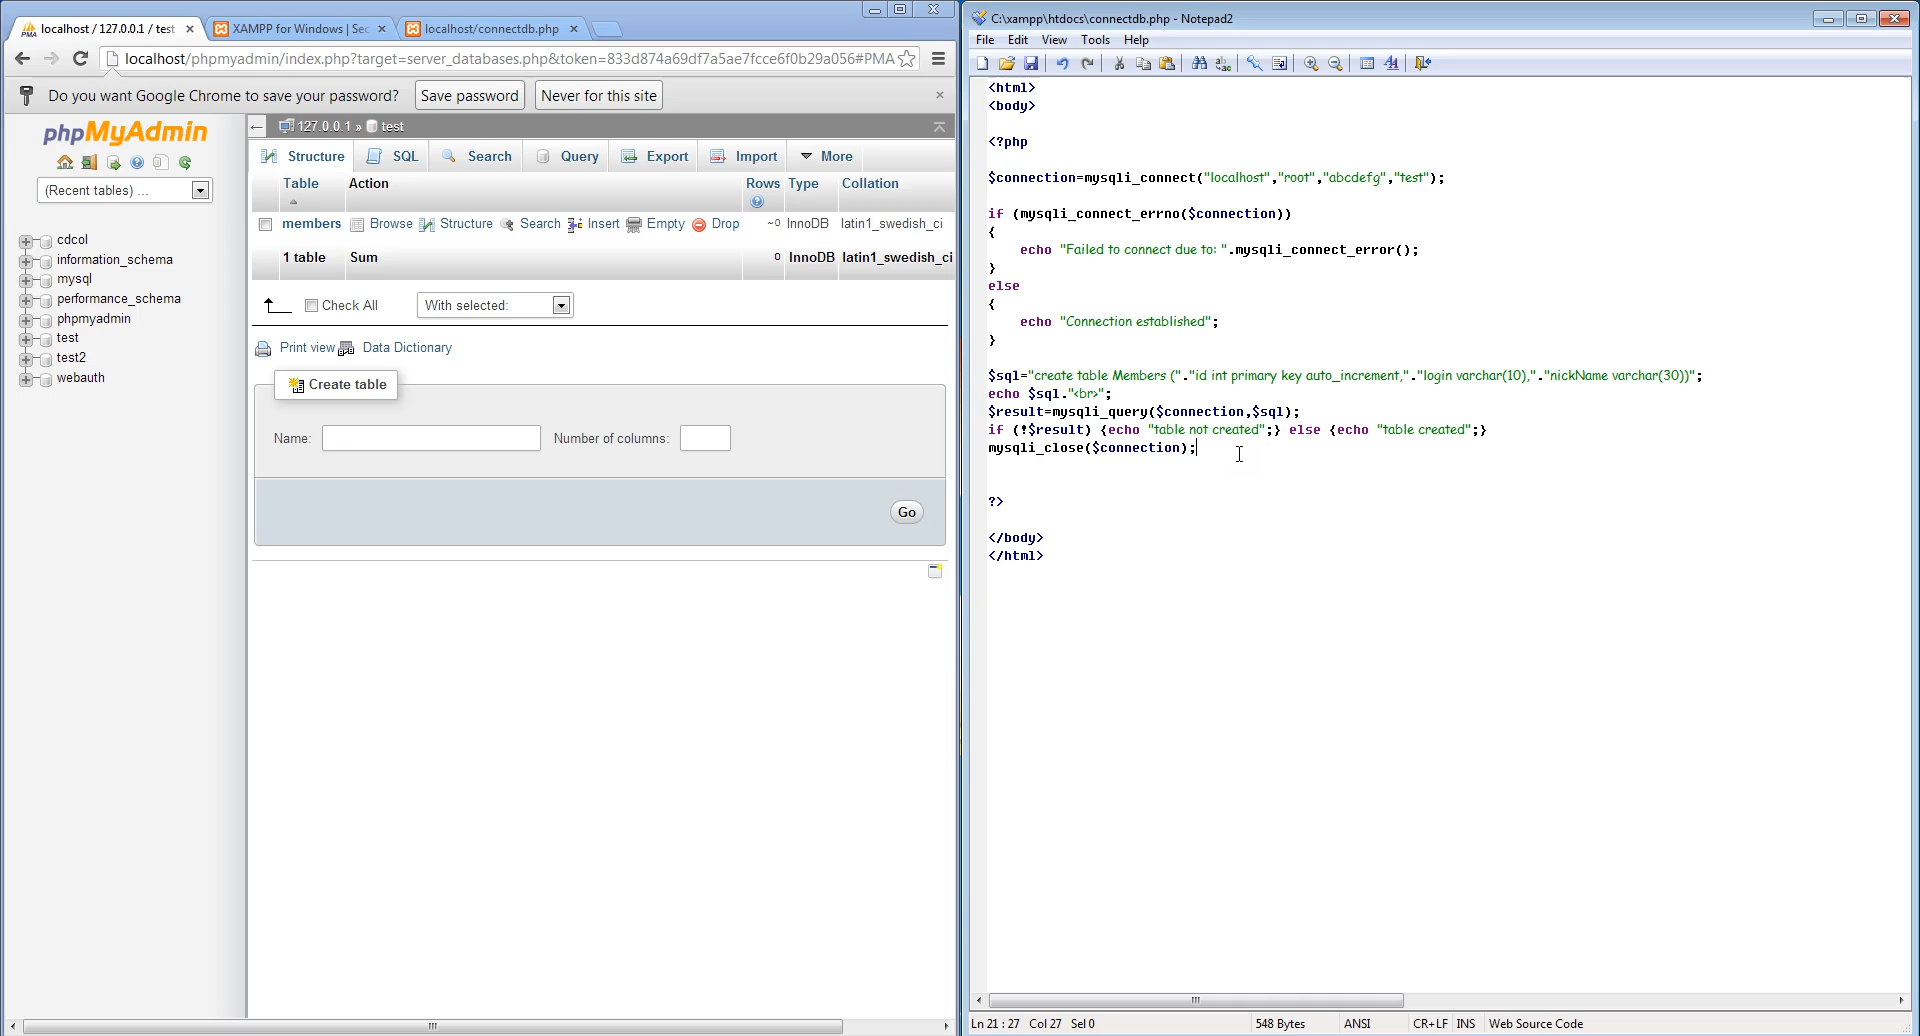 localhost / 127.0.0.1 / test
XAMPP for Windows | Sec
localhost/connectdb.php
localhost/phpmyadmin/index.php?target=server_databases.php&token=833d874a69df7a5ae7fcce6f0b29a056#PMA
Do you want Google Chrome to save your password?
Save password
Never for this site
phpMyAdmin
(Recent tables) ...
cdcol
information_schema
mysql
performance_schema
phpmyadmin
test
test2
webauth
127.0.0.1 » test
Structure SQL Search Query Export Import More
Table Action Rows Type Collation
members Browse Structure Search Insert Empty Drop ~0 InnoDB latin1_swedish_ci
1 table Sum 0 InnoDB latin1_swedish_ci
Check All With selected:
Print view Data Dictionary
Create table
Name: Number of columns:
Go
C:\xampp\htdocs\connectdb.php - Notepad2
File Edit View Tools Help
<html>
<body>
<?php
$connection=mysqli_connect("localhost","root","abcdefg","test");
if (mysqli_connect_errno($connection))
{
echo "Failed to connect due to: ".mysqli_connect_error();
}
else
{
echo "Connection established";
}
$sql="create table Members ("."id int primary key auto_increment,"."login varchar(10),"."nickName varchar(30))";
echo $sql."<br>";
$result=mysqli_query($connection,$sql);
if (!$result) {echo "table not created";} else {echo "table created";}
mysqli_close($connection);
?>
</body>
</html>
Ln 21 : 27 Col 27 Sel 0 548 Bytes ANSI CR+LF INS Web Source Code